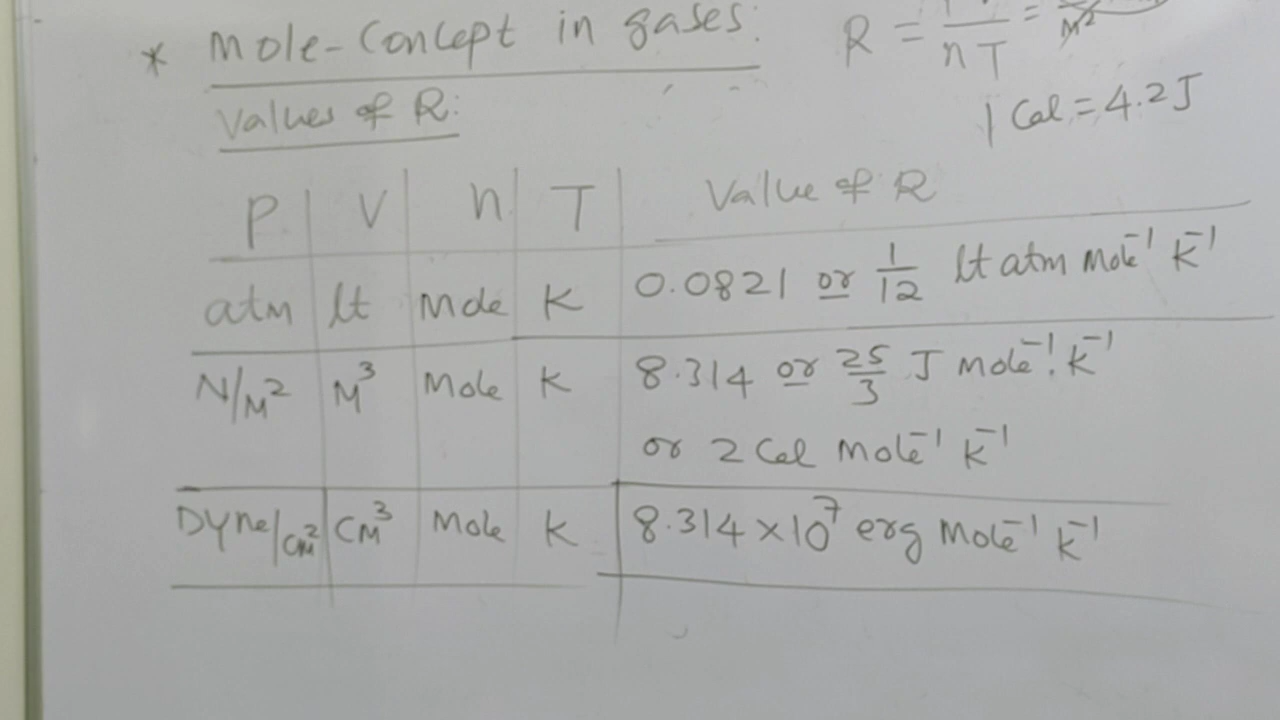 * Mole-Concept in gases:
R = / nT = / M²
Values of R:
1 Cal = 4.2 J
P | V | n | T | Value of R
atm | lt | Mole | K | 0.0821 or 1/12 lt atm mole⁻¹ K⁻¹
N/M² | M³ | Mole | K | 8.314 or 25/3 J mole⁻¹ K⁻¹
or 2 Cal Mole⁻¹ K⁻¹
Dyne/CM² | CM³ | Mole | K | 8.314 × 10⁷ erg Mole⁻¹ K⁻¹